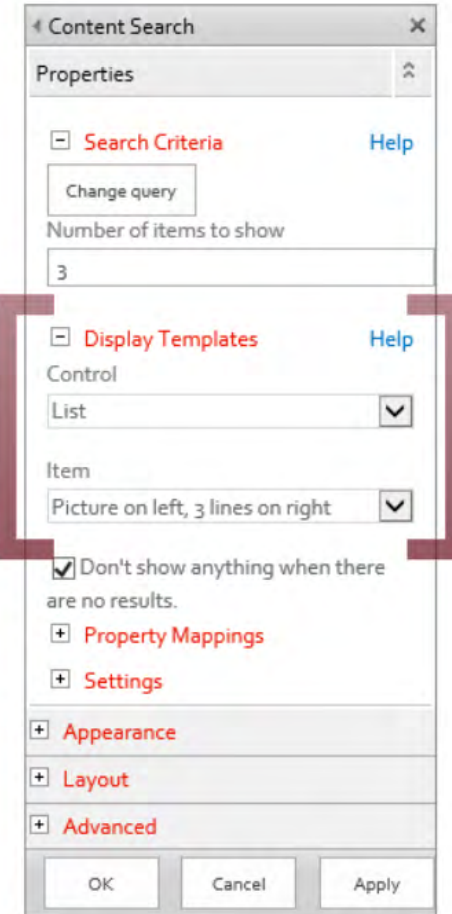 Content Search
Properties
Search Criteria Help
Change query
Number of items to show
3
Display Templates Help
Control
List
Item
Picture on left, 3 lines on right
Don't show anything when there
are no results.
Property Mappings
Settings
Appearance
Layout
Advanced
OK Cancel Apply